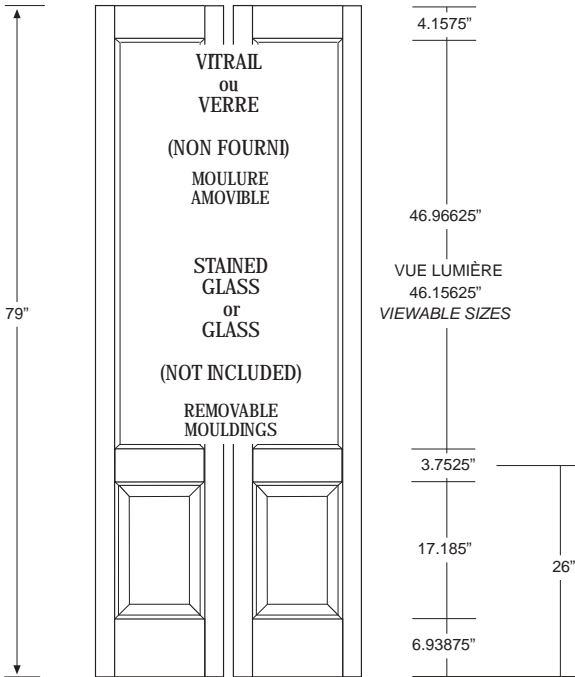 4.1575”
VITRAIL
ou
VERRE
(NON FOURNI)
MOULURE
AMOVIBLE
46.96625”
VUE LUMIÈRE
46.15625”
VIEWABLE SIZES
STAINED
GLASS
or
GLASS
79”
(NOT INCLUDED)
REMOVABLE
MOULDINGS
3.7525”
17.185”
26”
6.93875”